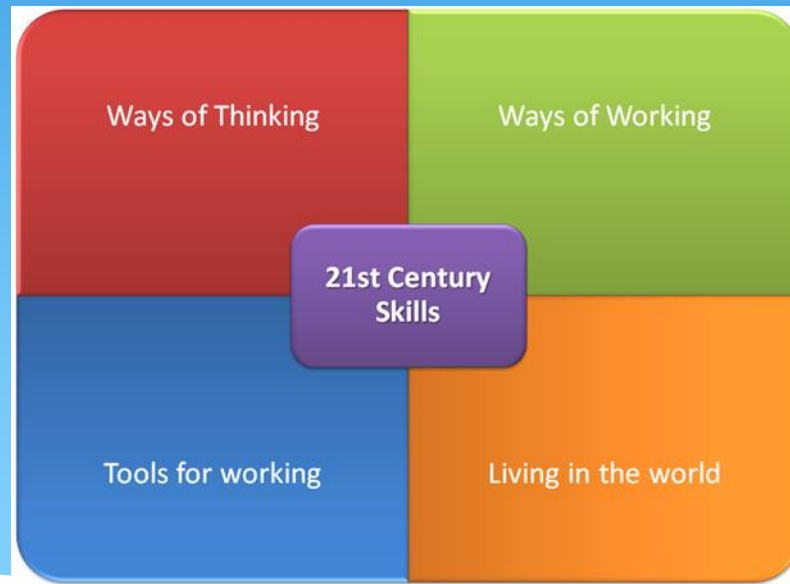 Ways of Thinking
Ways of Working
21st Century
Skills
Tools for working
Living in the world